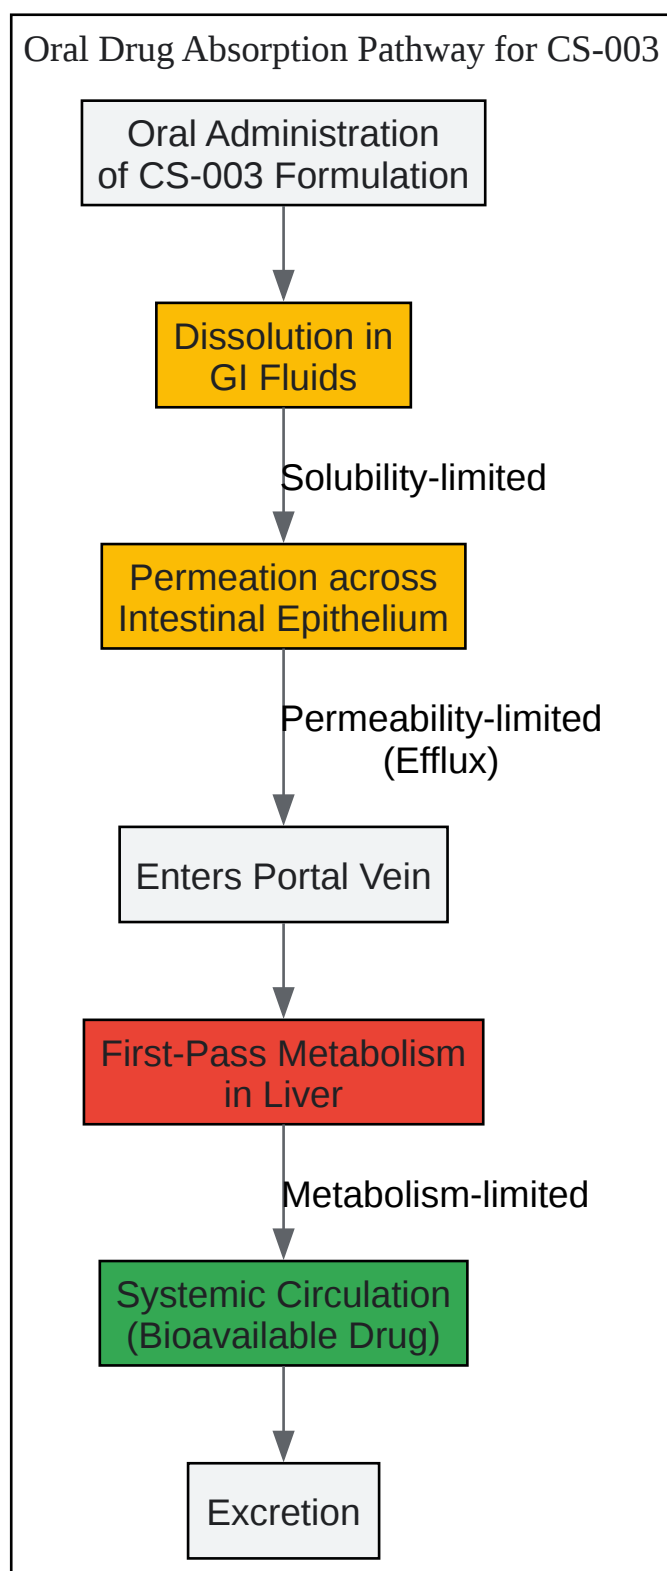 Oral Drug Absorption Pathway for CS-003
Oral Administration
of CS-003 Formulation
Dissolution in
GI Fluids
Solubility-limited
Permeation across
Intestinal Epithelium
Permeability-limited
(Efflux)
Enters Portal Vein
First-Pass Metabolism
in Liver
Metabolism-limited
Systemic Circulation
(Bioavailable Drug)
Excretion